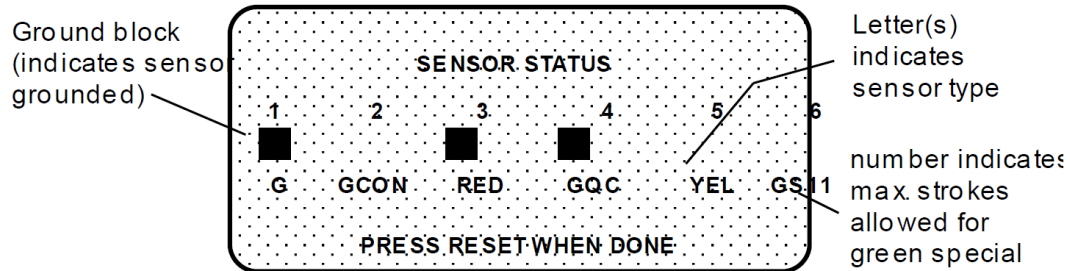 Ground block
(indicates sensor
grounded)
SENSOR STATUS
1 2 3 4 5 6
G GCON RED GQC YEL GS11
PRESS RESET WHEN DONE
Letter(s)
indicates
sensor type
number indicates
max. strokes
allowed for
green special